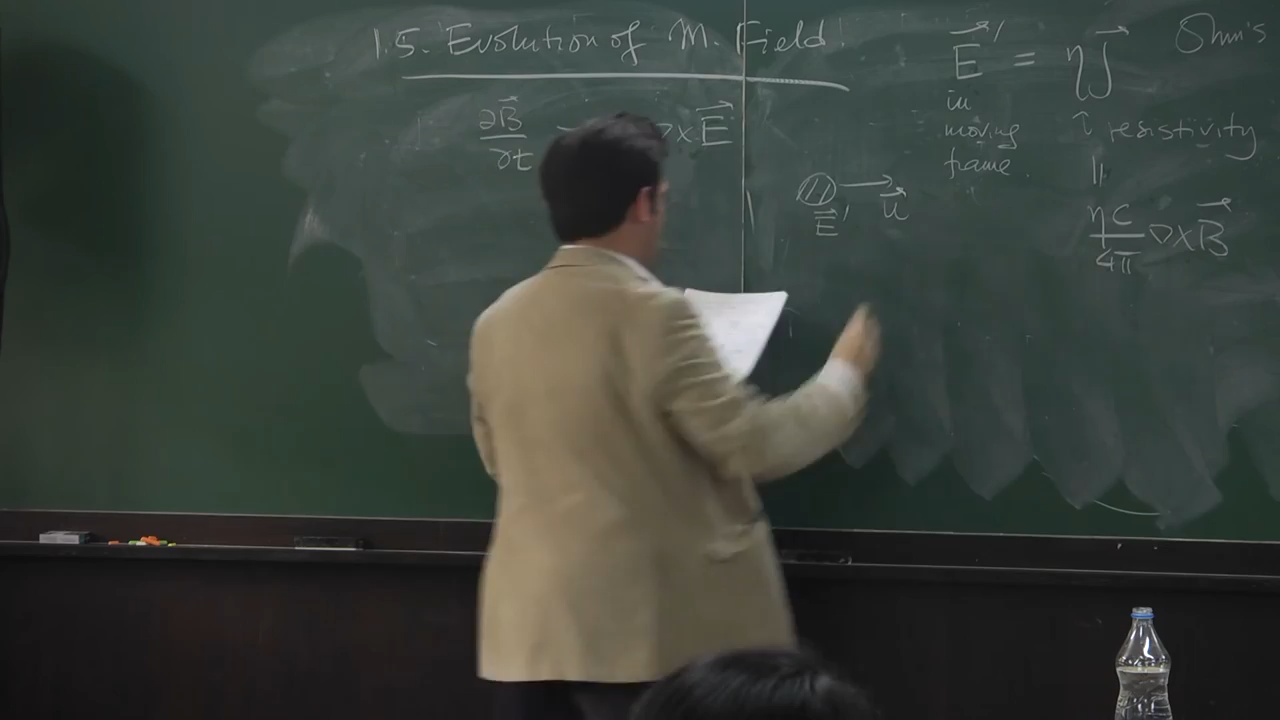 1.5. Evolution of M. Field.
∂B⃗/∂t ×E⃗
E⃗' = ηJ⃗ Ohm's
in
moving
frame.
↑ resistivity
||
ηc/4π ∇×B⃗
E⃗' u⃗